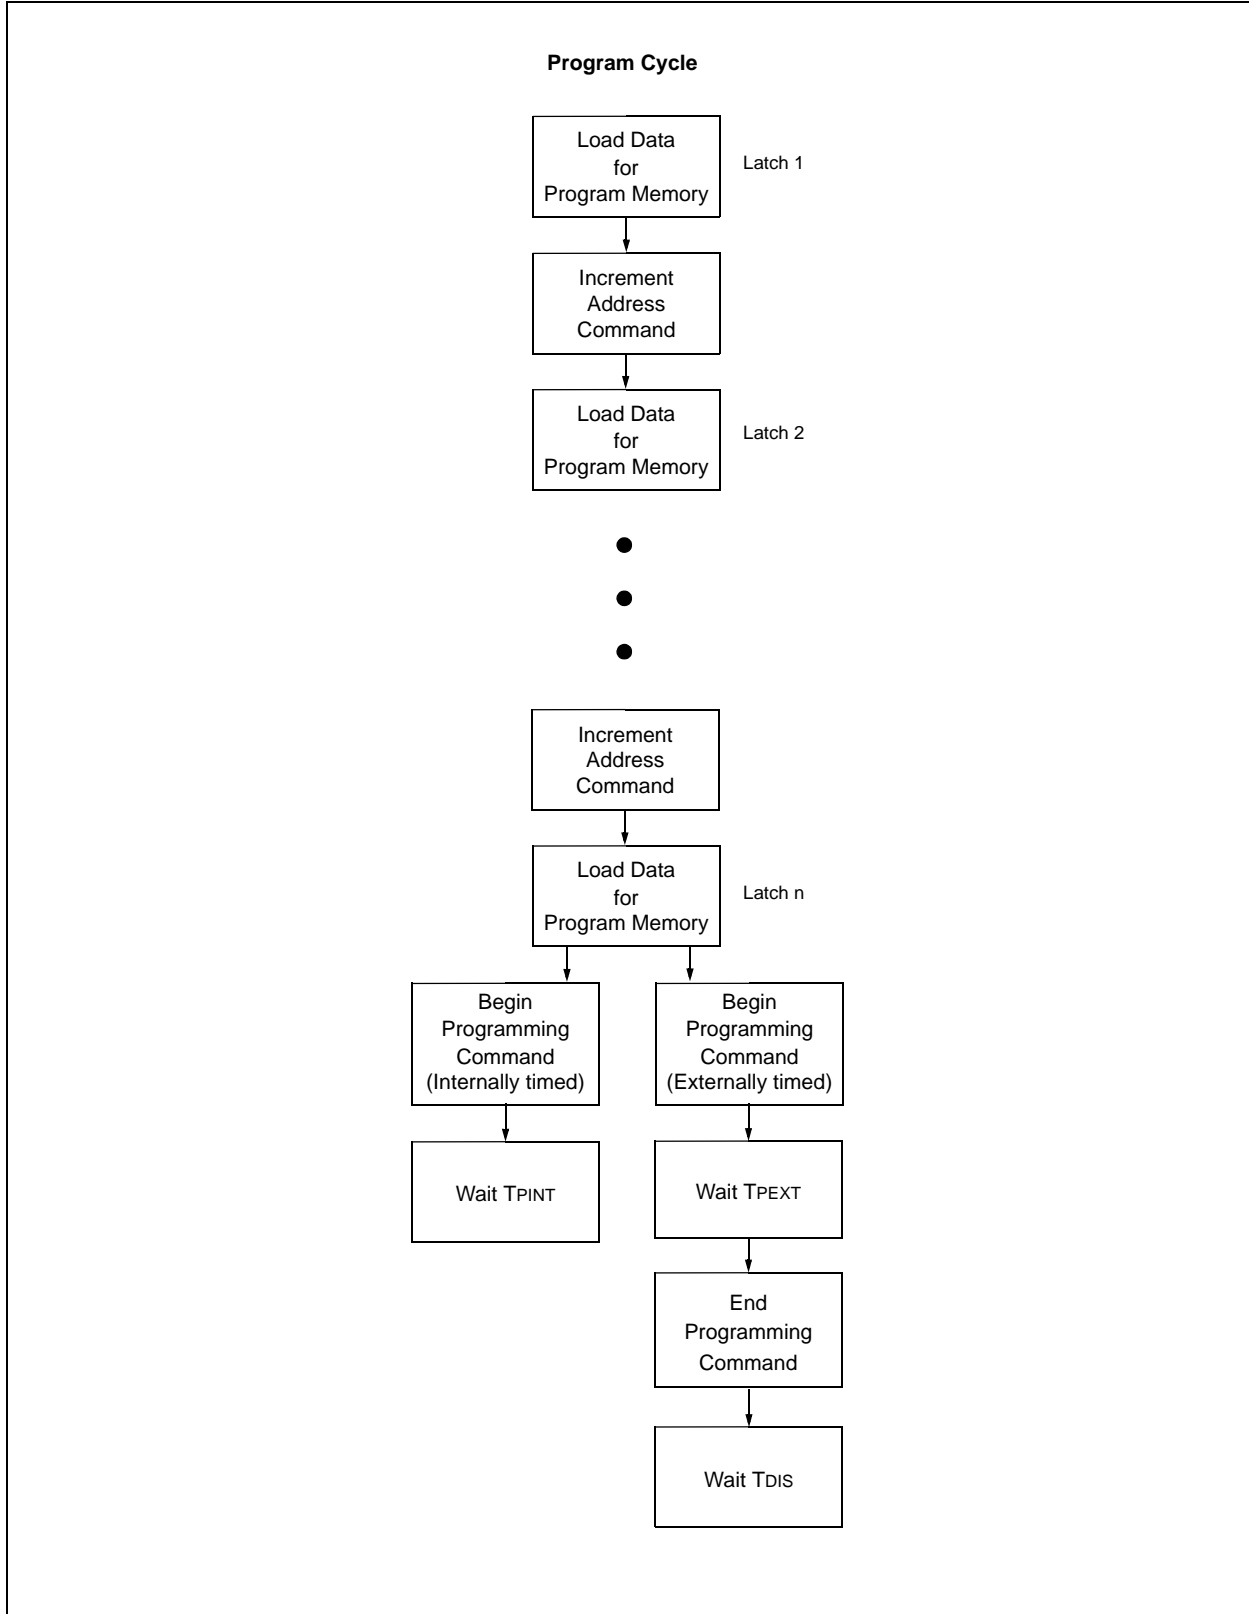 Program Cycle
Load Data
for
Program Memory
Latch 1
Increment
Address
Command
Load Data
for
Program Memory
Latch 2
Increment
Address
Command
Load Data
for
Program Memory
Latch n
Begin
Programming
Command
(Internally timed)
Begin
Programming
Command
(Externally timed)
Wait TPINT
Wait TPEXT
End
Programming
Command
Wait TDIS